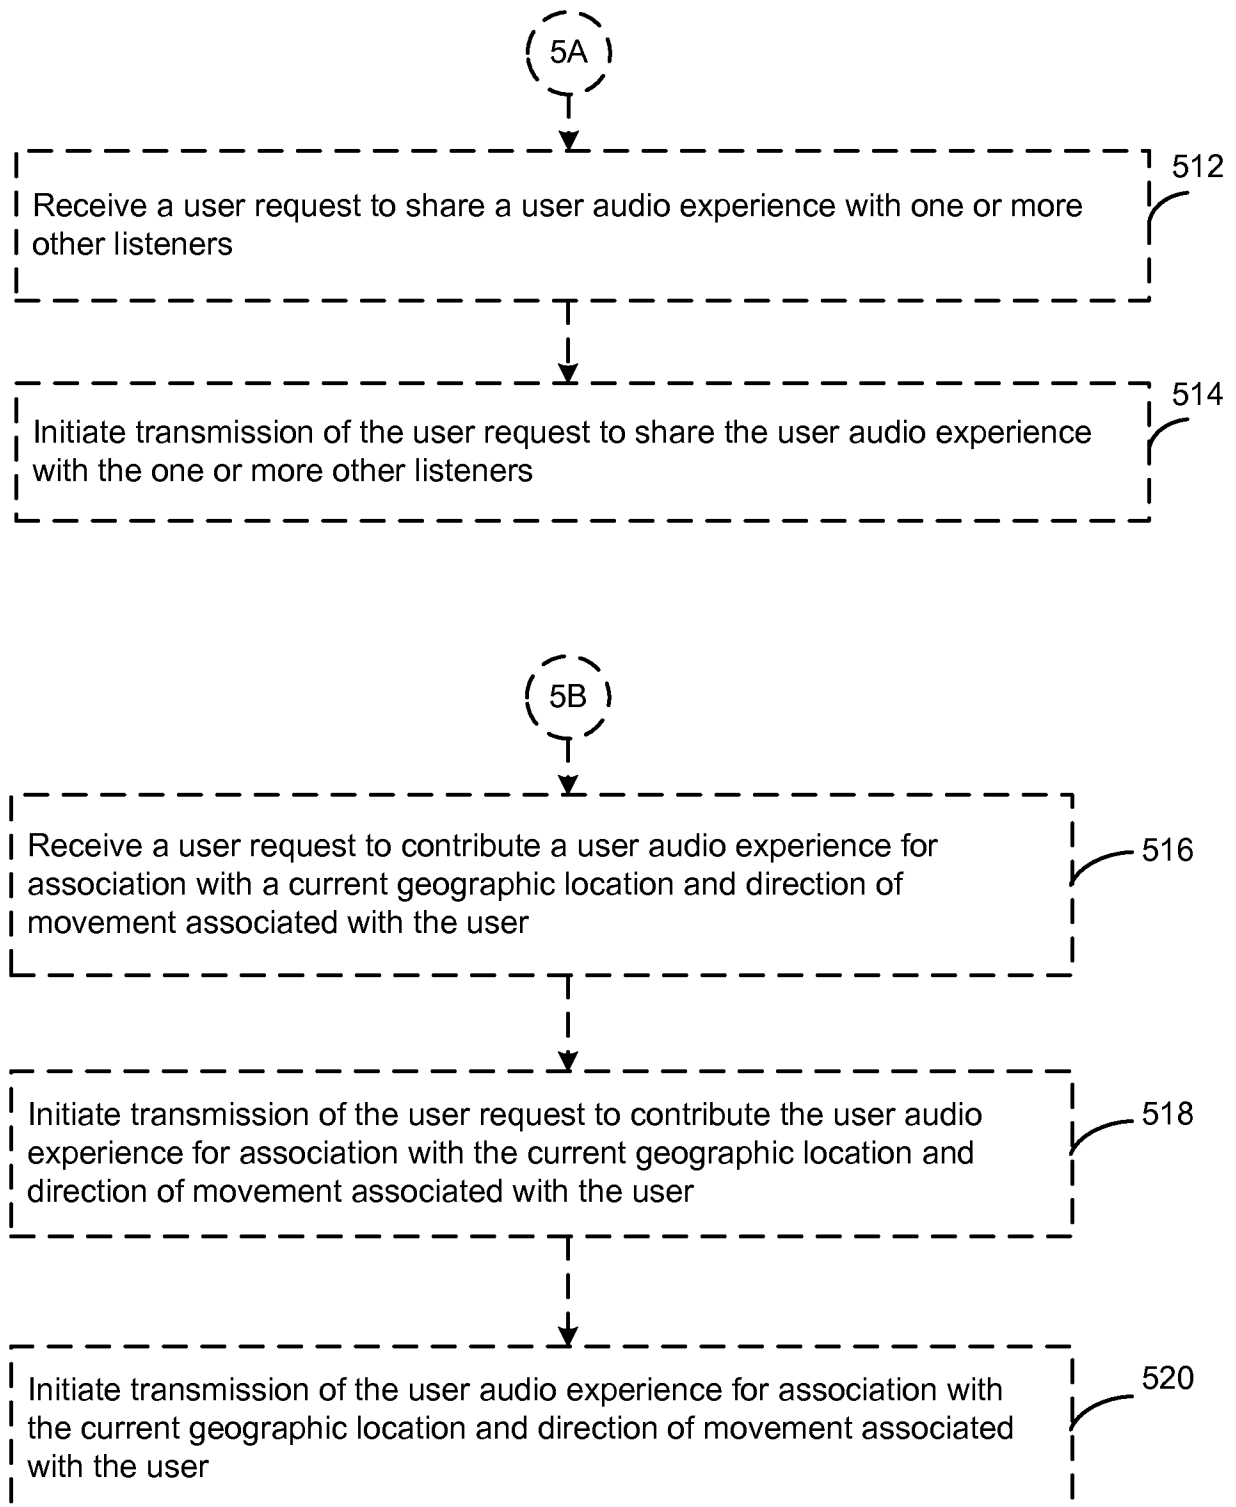 5A
512
Receive a user request to share a user audio experience with one or more
other listeners
514
Initiate transmission of the user request to share the user audio experience
with the one or more other listeners
5B
Receive a user request to contribute a user audio experience for
516
association with a current geographic location and direction of
movement associated with the user
Initiate transmission of the user request to contribute the user audio
518
experience for association with the current geographic location and
direction of movement associated with the user
520
Initiate transmission of the user audio experience for association with
the current geographic location and direction of movement associated
with the user